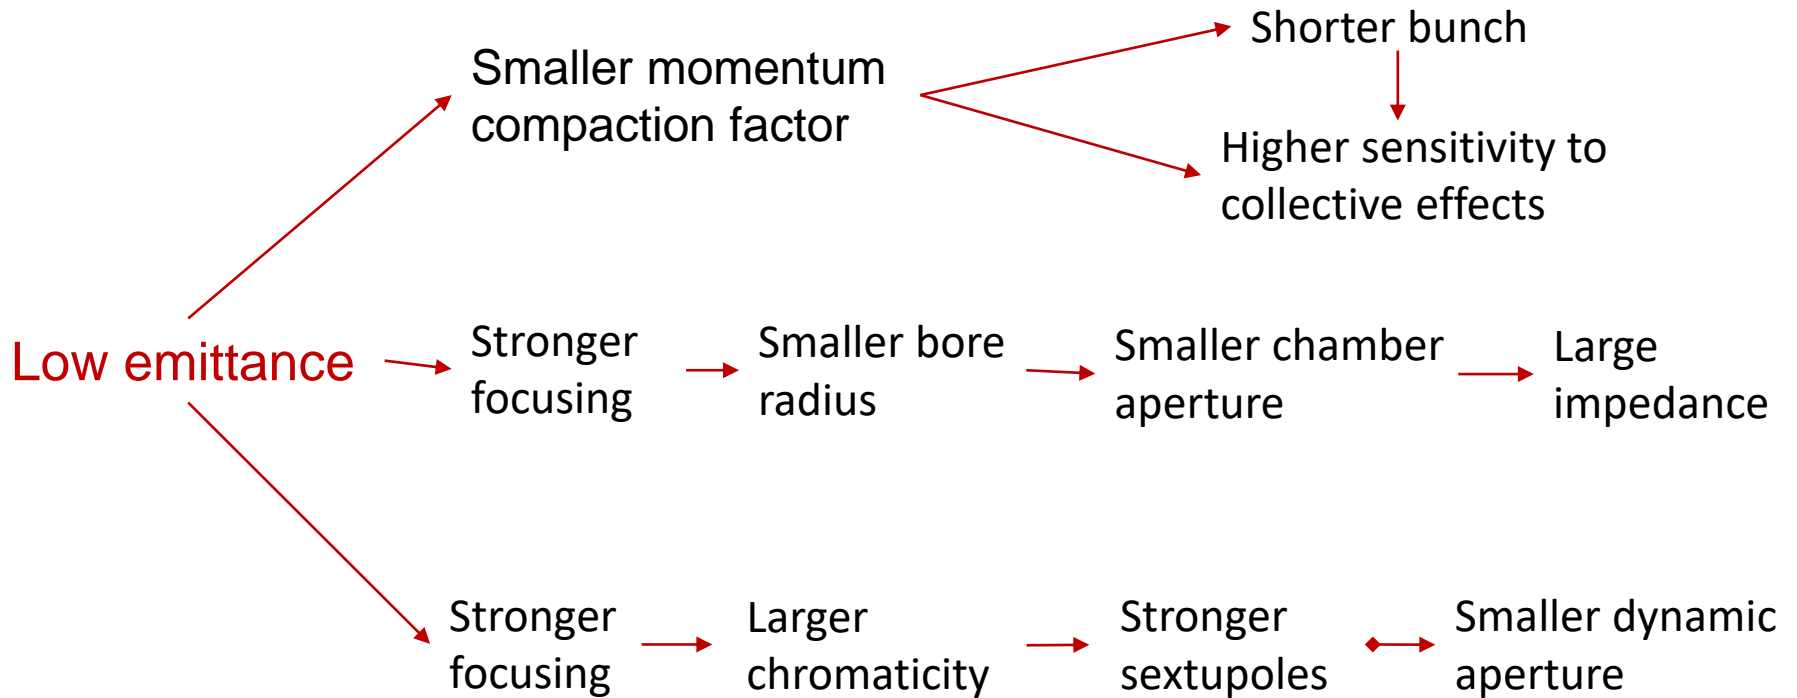 Shorter bunch
Smaller momentum
compaction factor
Higher sensitivity to
collective effects
Low emittance
Stronger
focusing
Smaller bore
radius
Smaller chamber
aperture
Large
impedance
Stronger
focusing
Larger
chromaticity
Stronger
sextupoles
Smaller dynamic
aperture